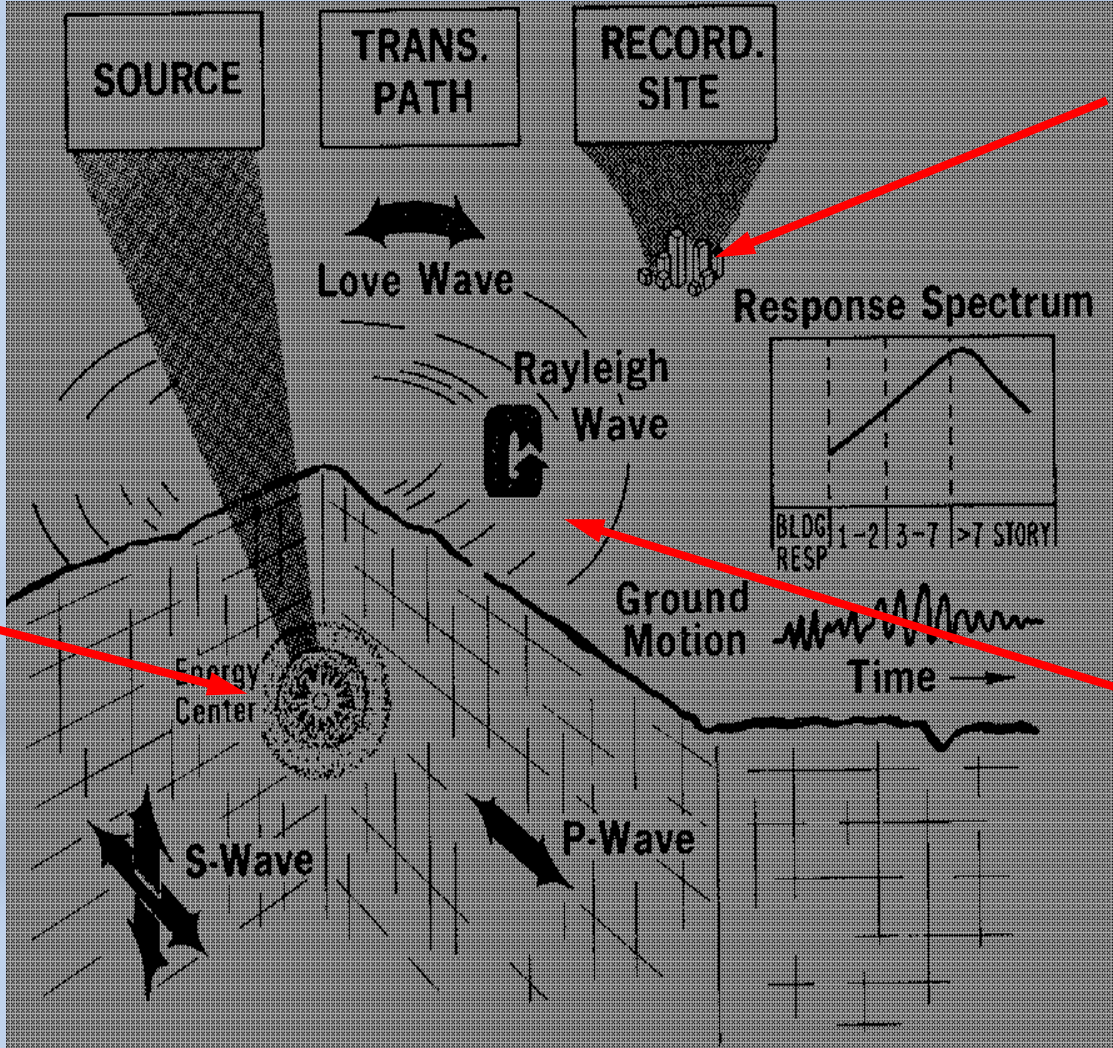 SOURCE
TRANS.
PATH
RECORD.
SITE
Love Wave
Response Spectrum
Rayleigh
Wave
BLDG
RESP
1-2
3-7
>7 STORY
Ground
Motion
Time
Energy
Center
S-Wave
P-Wave